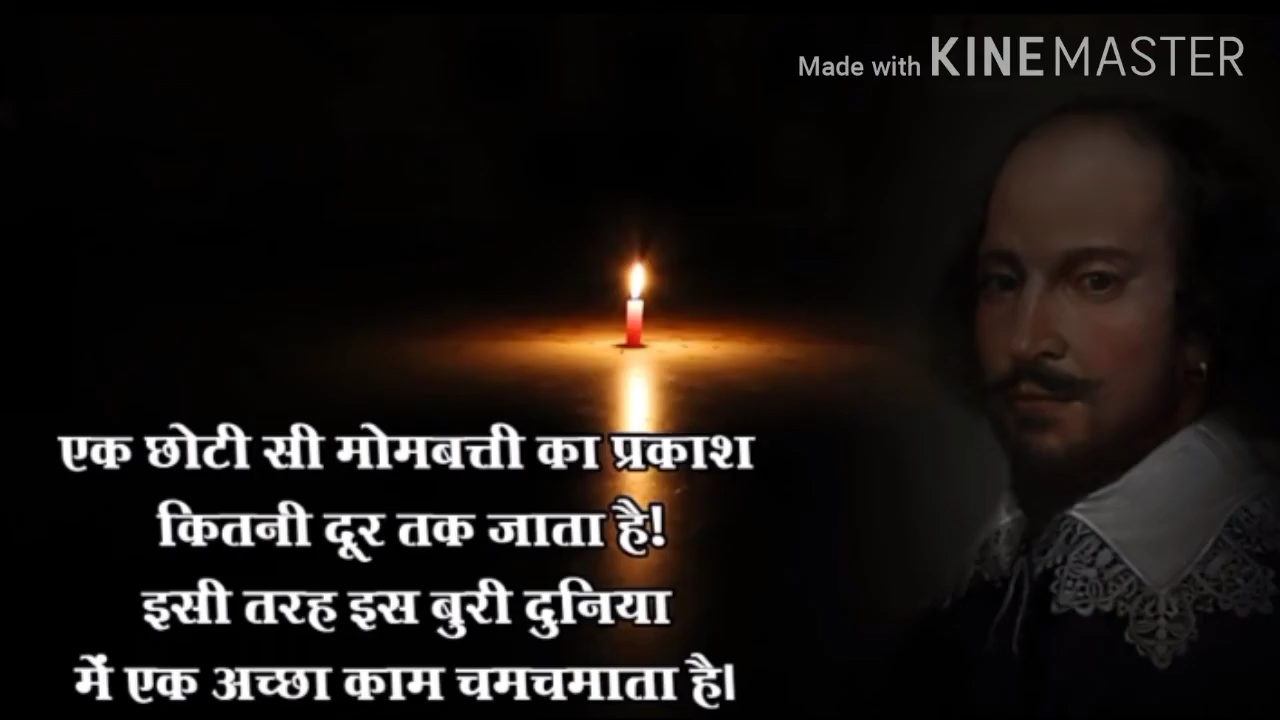 Made with KINEMASTER
एक छोटी सी मोमबत्ती का प्रकाश
कितनी दूर तक जाता है!
इसी तरह इस बुरी दुनिया
में एक अच्छा काम चमचमाता है।